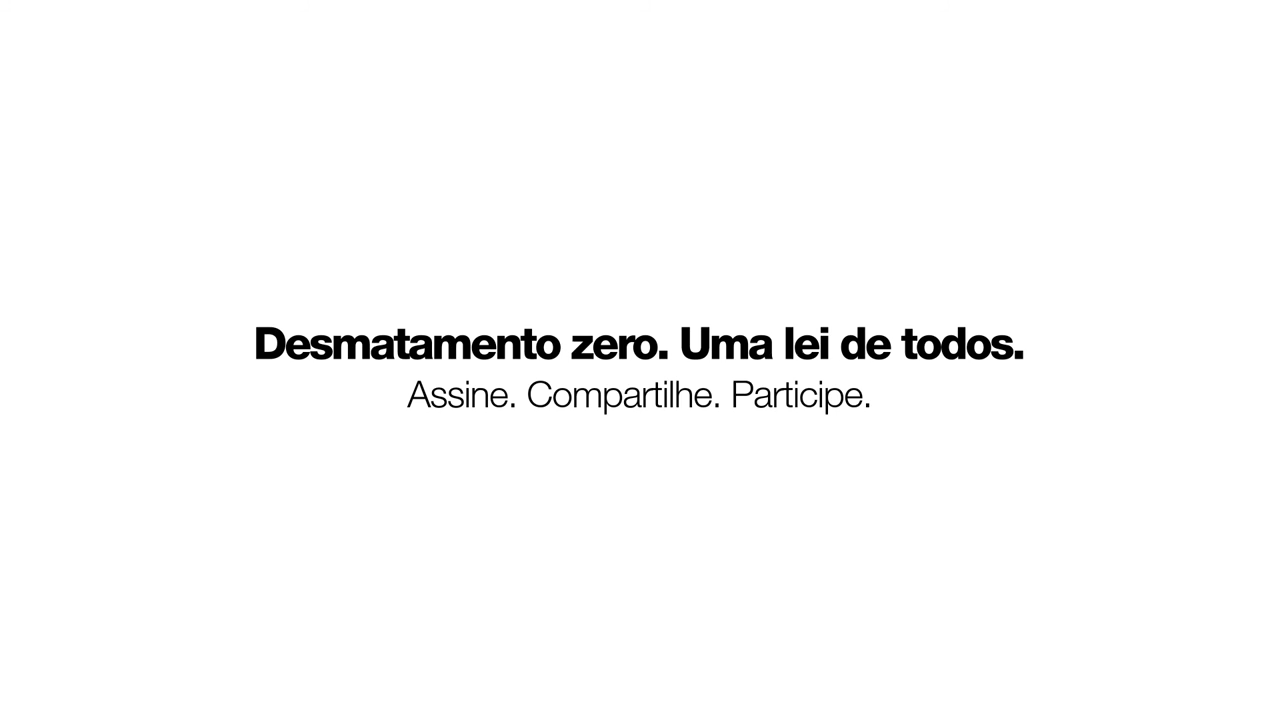 Desmatamento zero. Uma lei de todos.
Assine. Compartilhe. Participe.